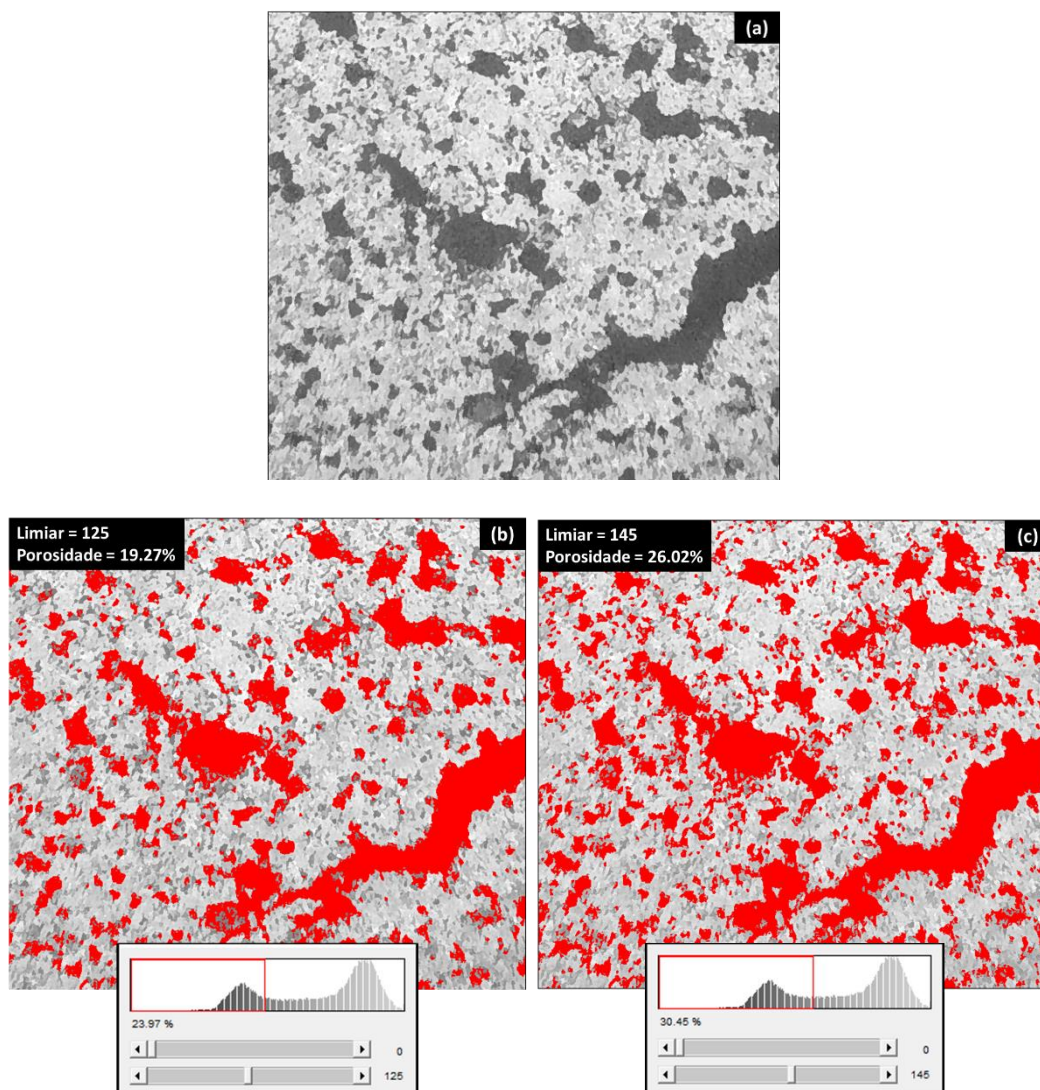 (a)
Limiar = 125
Porosidade = 19.27%
(b)
Limiar = 145
Porosidade = 26.02%
(c)
23.97 %
0
125
30.45 %
0
145